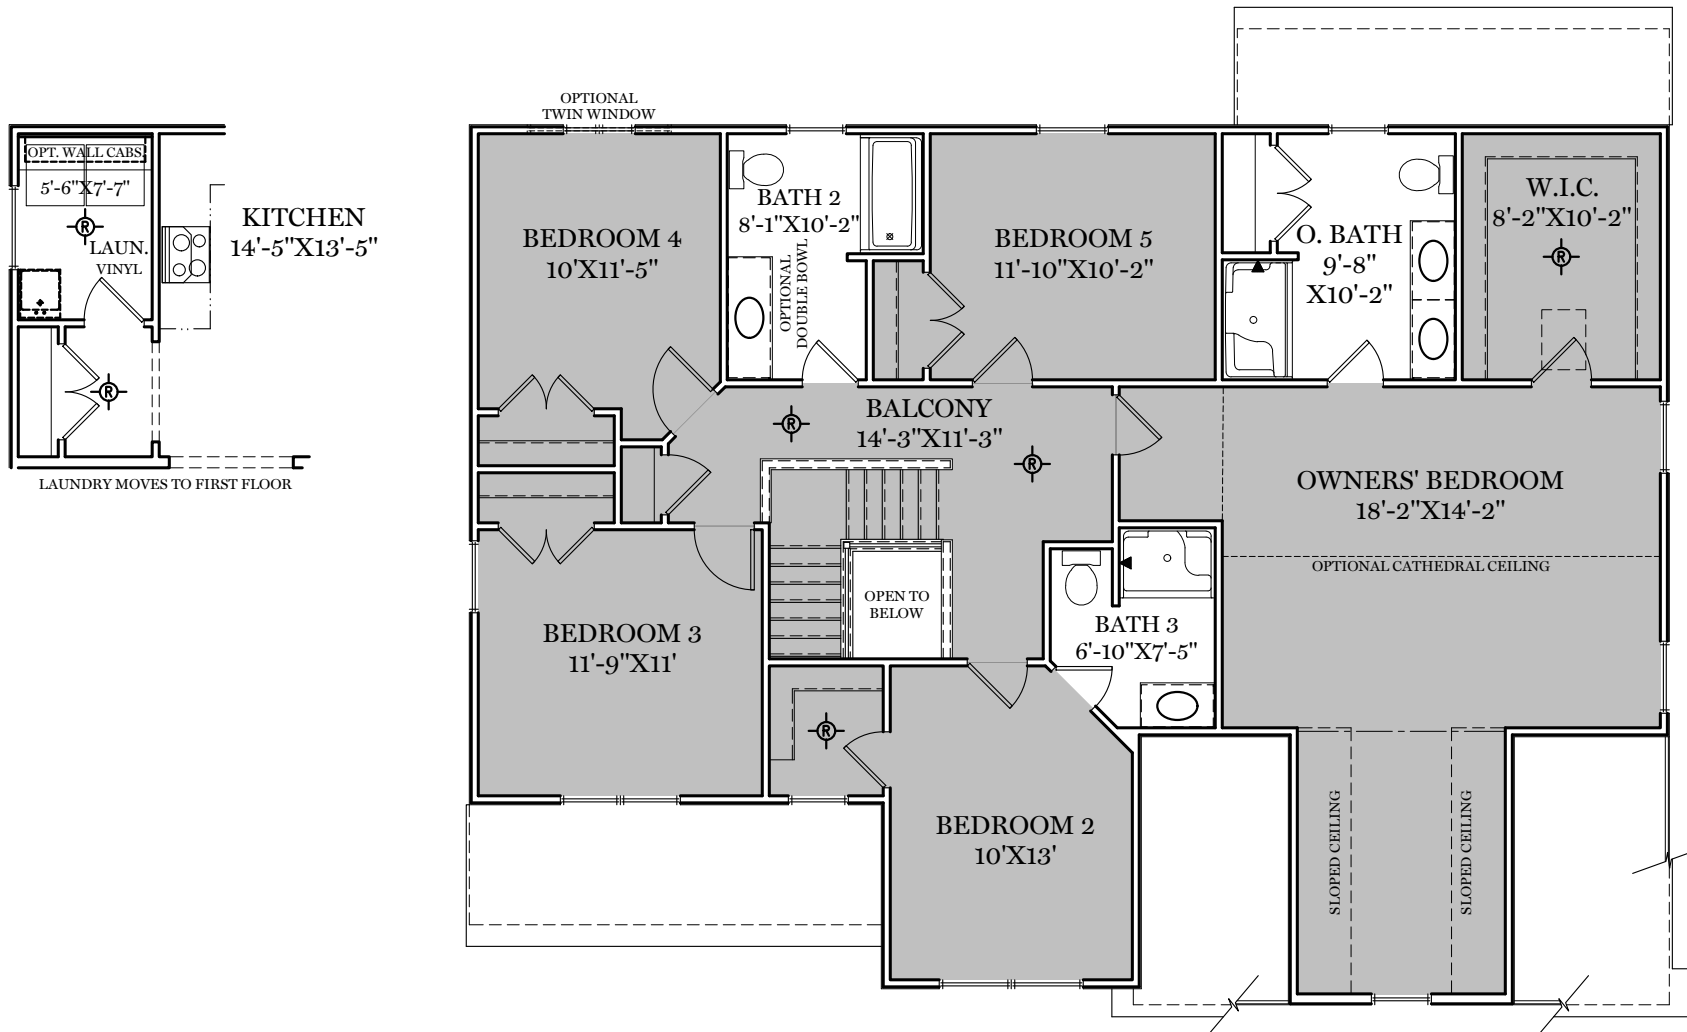 OPT. WALL CABS.
5'-6"X7'-7"
R
LAUN.
VINYL
R
KITCHEN
14'-5"X13'-5"
LAUNDRY MOVES TO FIRST FLOOR
OPTIONAL
TWIN WINDOW
BEDROOM 4
10'X11'-5"
BATH 2
8'-1"X10'-2"
OPTIONAL
DOUBLE BOWL
BEDROOM 5
11'-10"X10'-2"
O. BATH
9'-8"
X10'-2"
W.I.C.
8'-2"X10'-2"
R
BALCONY
14'-3"X11'-3"
R
R
OWNERS' BEDROOM
18'-2"X14'-2"
OPTIONAL CATHEDRAL CEILING
OPEN TO
BELOW
BATH 3
6'-10"X7'-5"
BEDROOM 3
11'-9"X11'
R
BEDROOM 2
10'X13'
SLOPED CEILING
SLOPED CEILING